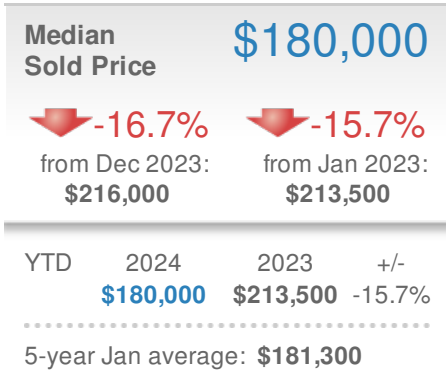 Median $180,000
Sold Price
-16.7% -15.7%
from Dec 2023: from Jan 2023:
$216,000 $213,500
YTD 2024 2023 +/-
$180,000 $213,500 -15.7%
5-year Jan average: $181,300